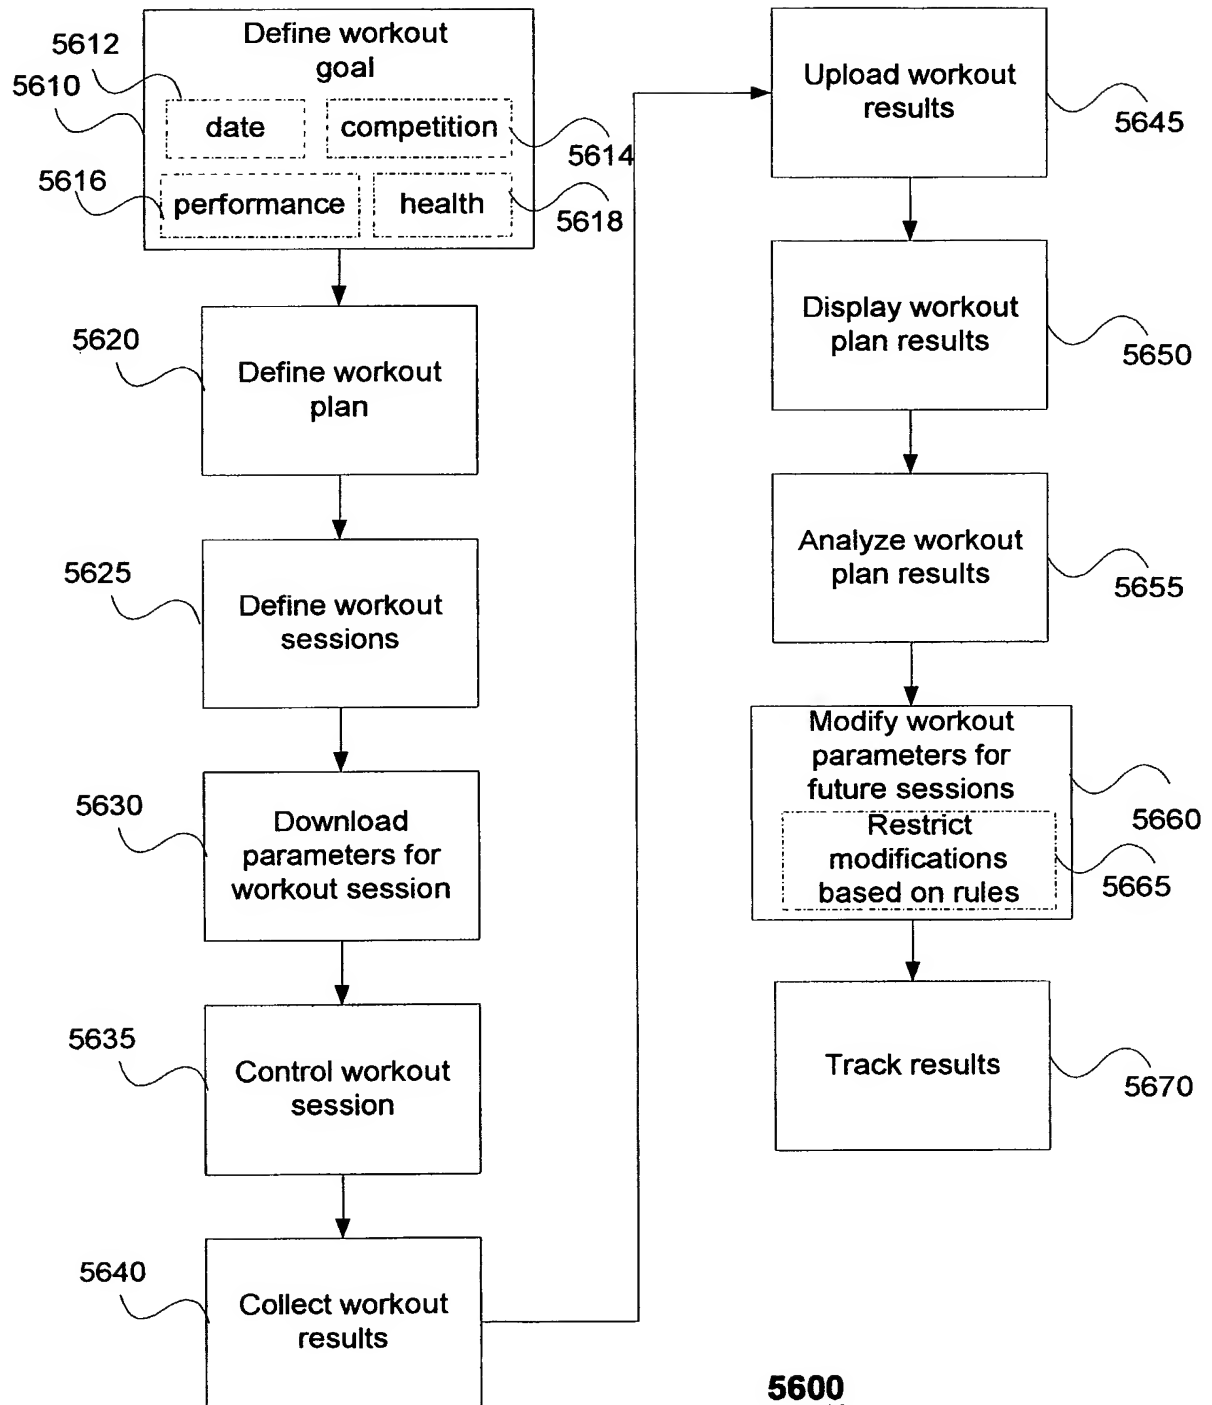 Define workout
goal
5612
5610
date
competition
5614
5616
performance
health
5618
5620
Define workout
plan
5625
Define workout
sessions
5630
Download
parameters for
workout session
5635
Control workout
session
5640
Collect workout
results
Upload workout
results
5645
Display workout
plan results
5650
Analyze workout
plan results
5655
Modify workout
parameters for
future sessions
5660
Restrict
modifications
based on rules
5665
Track results
5670
5600